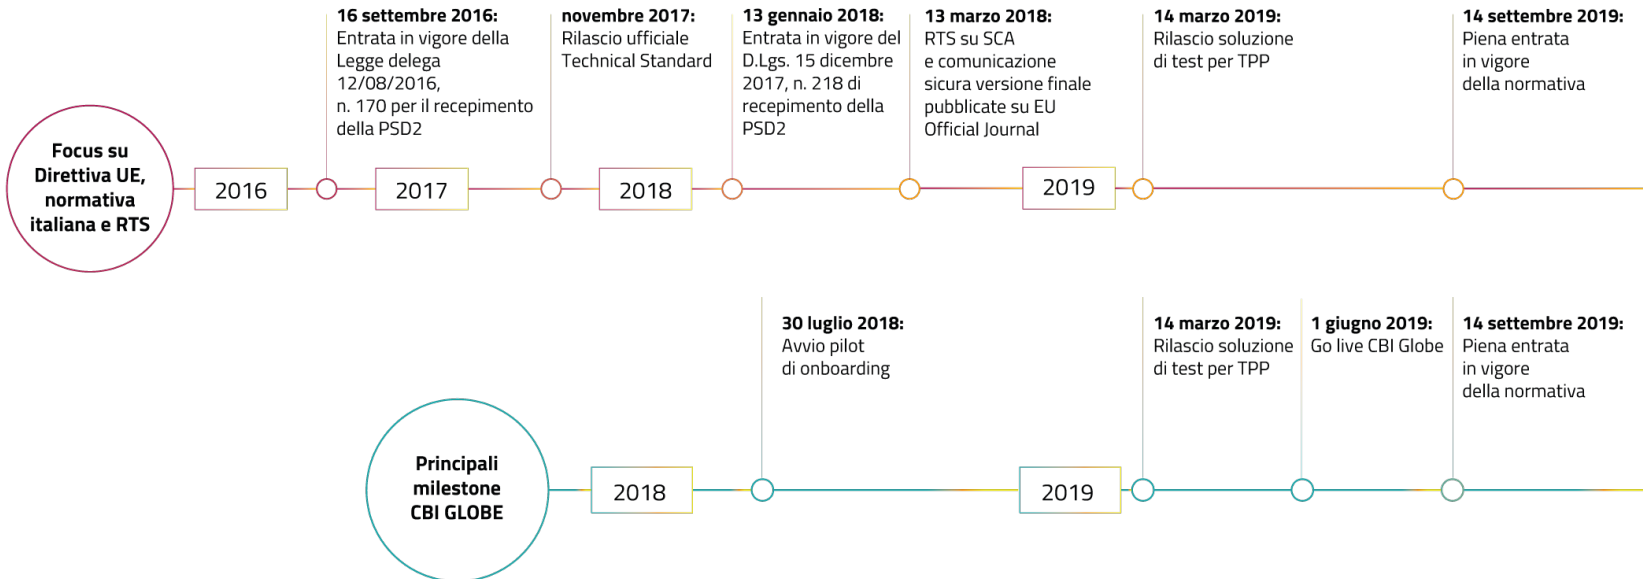 Focus su
Direttiva UE,
normativa
italiana e RTS
2016
16 settembre 2016:
Entrata in vigore della
Legge delega
12/08/2016,
n. 170 per il recepimento
della PSD2
2017
novembre 2017:
Rilascio ufficiale
Technical Standard
2018
13 gennaio 2018:
Entrata in vigore del
D.Lgs. 15 dicembre
2017, n. 218 di
recepimento della
PSD2
13 marzo 2018:
RTS su SCA
e comunicazione
sicura versione finale
pubblicate su EU
Official Journal
2019
14 marzo 2019:
Rilascio soluzione
di test per TPP
14 settembre 2019:
Piena entrata
in vigore
della normativa
Principali
milestone
CBI GLOBE
2018
30 luglio 2018:
Avvio pilot
di onboarding
2019
14 marzo 2019:
Rilascio soluzione
di test per TPP
1 giugno 2019:
Go live CBI Globe
14 settembre 2019:
Piena entrata
in vigore
della normativa